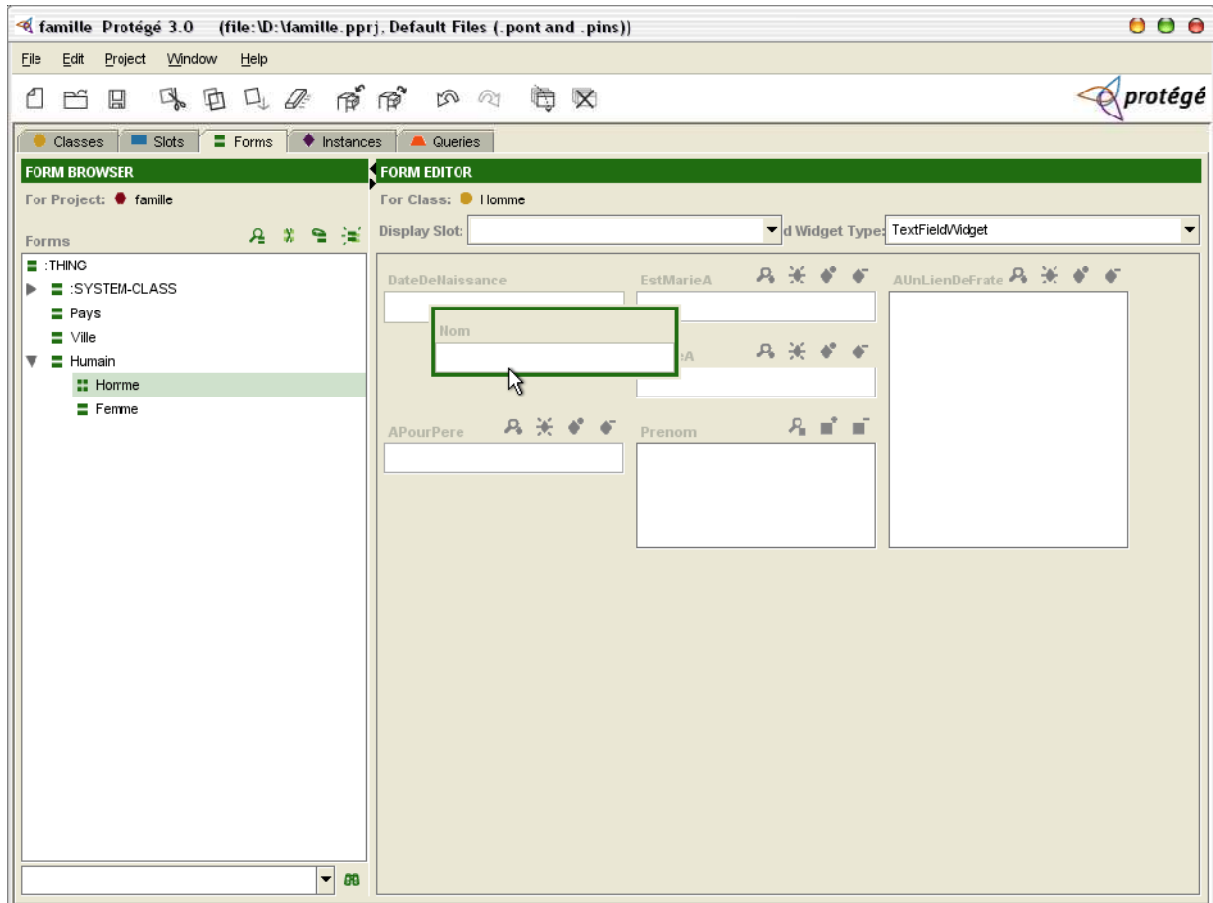 famille Protégé 3.0 (file:\D:\famille.pprj, Default Files (.pont and .pins))
File Edit Project Window Help
protégé
Classes Slots Forms Instances Queries
FORM BROWSER
For Project: famille
Forms
:THING
:SYSTEM-CLASS
Pays
Ville
Humain
Homme
Femme
FORM EDITOR
For Class: Homme
Display Slot: d Widget Type: TextFieldWidget
DateDeNaissance EstMarieA AUnLienDeFrate
Nom
:A
APourPere Prenom